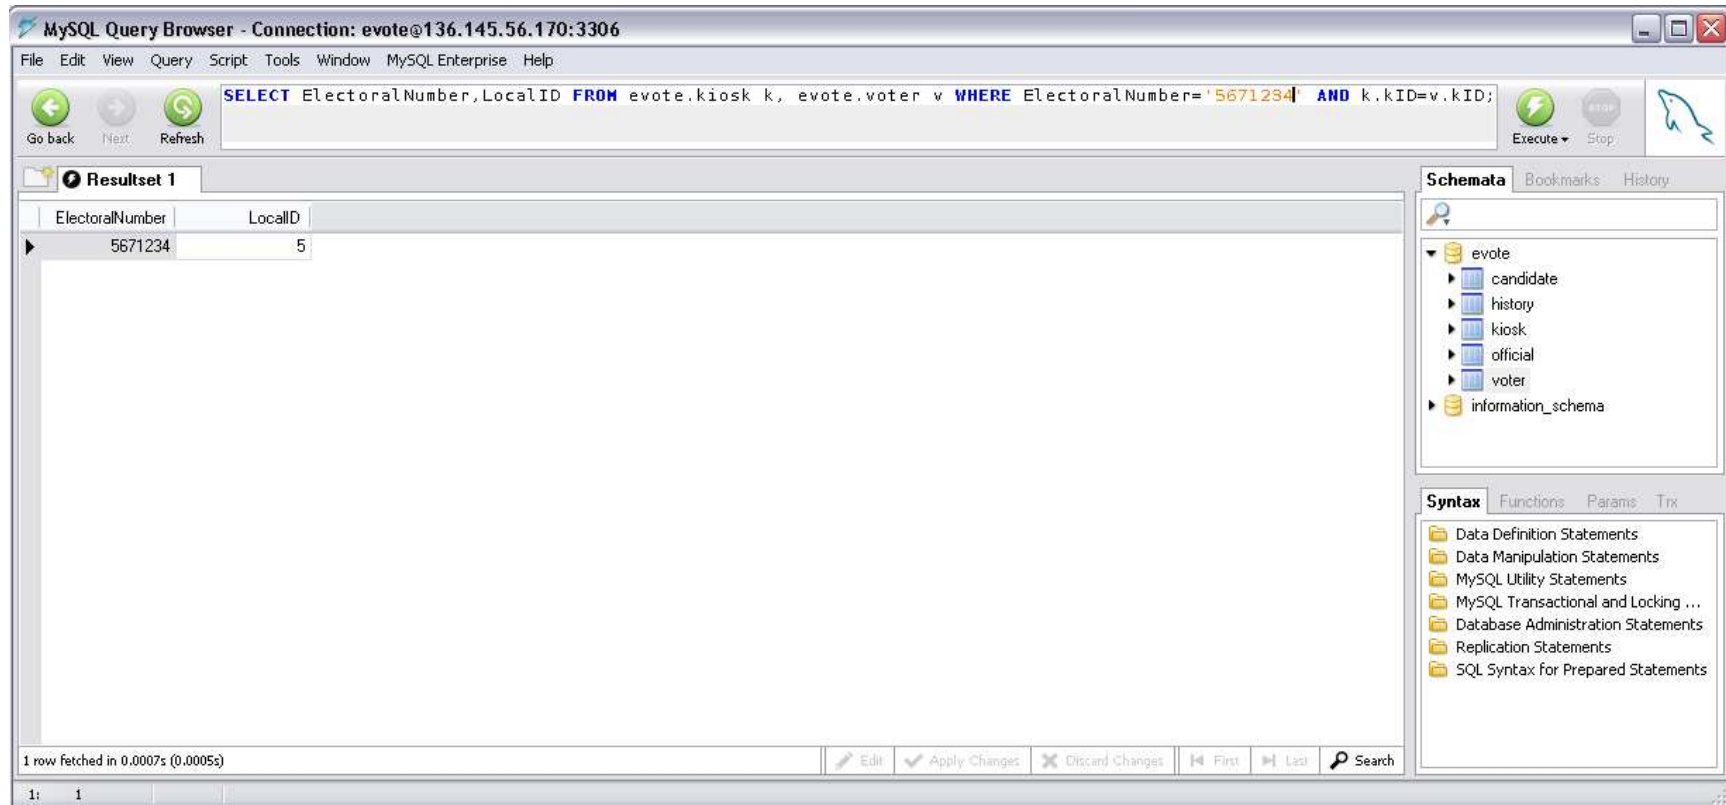 MySQL Query Browser - Connection: evote@136.145.56.170:3306
File Edit View Query Script Tools Window MySQL Enterprise Help
SELECT ElectoralNumber,LocalID FROM evote.kiosk k, evote.voter v WHERE ElectoralNumber='5671234' AND k.kID=v.kID;
Go back Next Refresh Execute Stop
Resultset 1
ElectoralNumber LocalID
5671234 5
1 row fetched in 0.0007s (0.0005s) Edit Apply Changes Discard Changes First Last Search
1: 1
Schemata Bookmarks History
evote
candidate
history
kiosk
official
voter
information_schema
Syntax Functions Params Trx
Data Definition Statements
Data Manipulation Statements
MySQL Utility Statements
MySQL Transactional and Locking ...
Database Administration Statements
Replication Statements
SQL Syntax for Prepared Statements